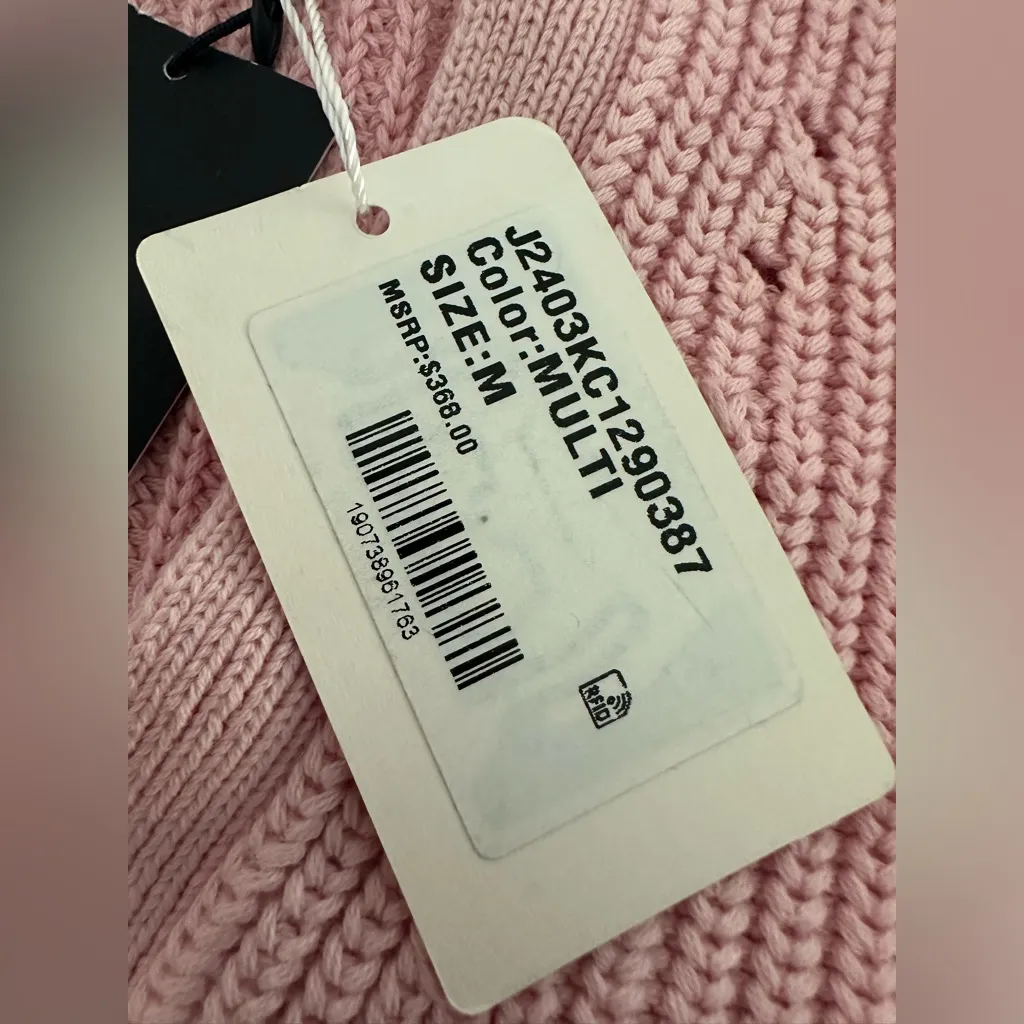 J2403KC1290387
Color:MULTI
SIZE:M
MSRP:$368.00
190738961763
RFID